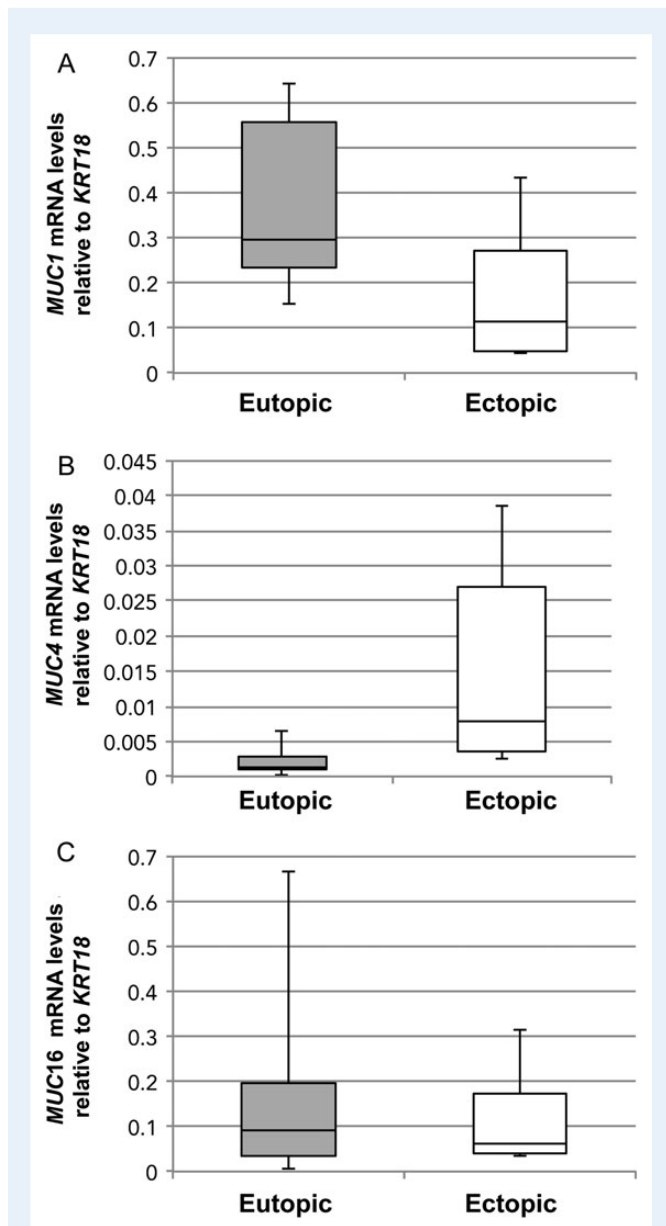 A
MUC1 mRNA levels
relative to KRT18
0.7
0.6
0.5
0.4
0.3
0.2
0.1
0
Eutopic Ectopic
B
MUC4 mRNA levels
relative to KRT18
0.045
0.04
0.035
0.03
0.025
0.02
0.015
0.01
0.005
0
Eutopic Ectopic
C
MUC16 mRNA levels
relative to KRT18
0.7
0.6
0.5
0.4
0.3
0.2
0.1
0
Eutopic Ectopic